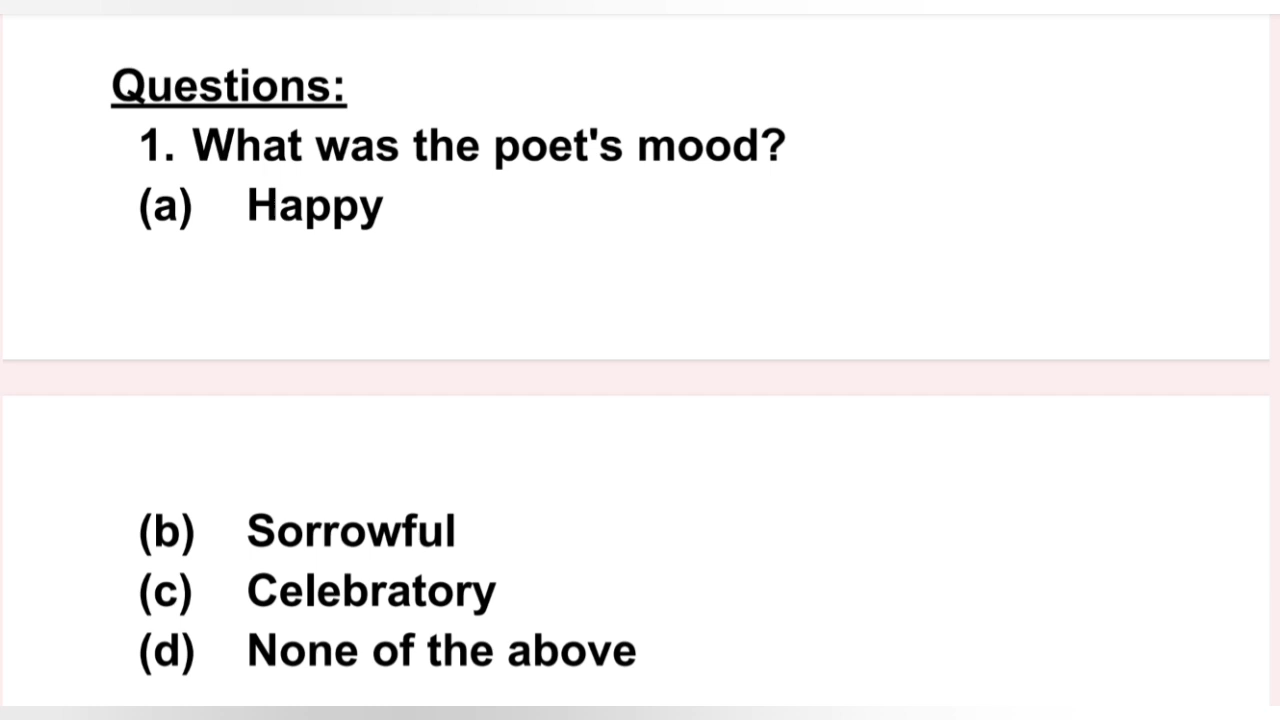 Questions:
1. What was the poet's mood?
(a) Happy
(b) Sorrowful
(c) Celebratory
(d) None of the above